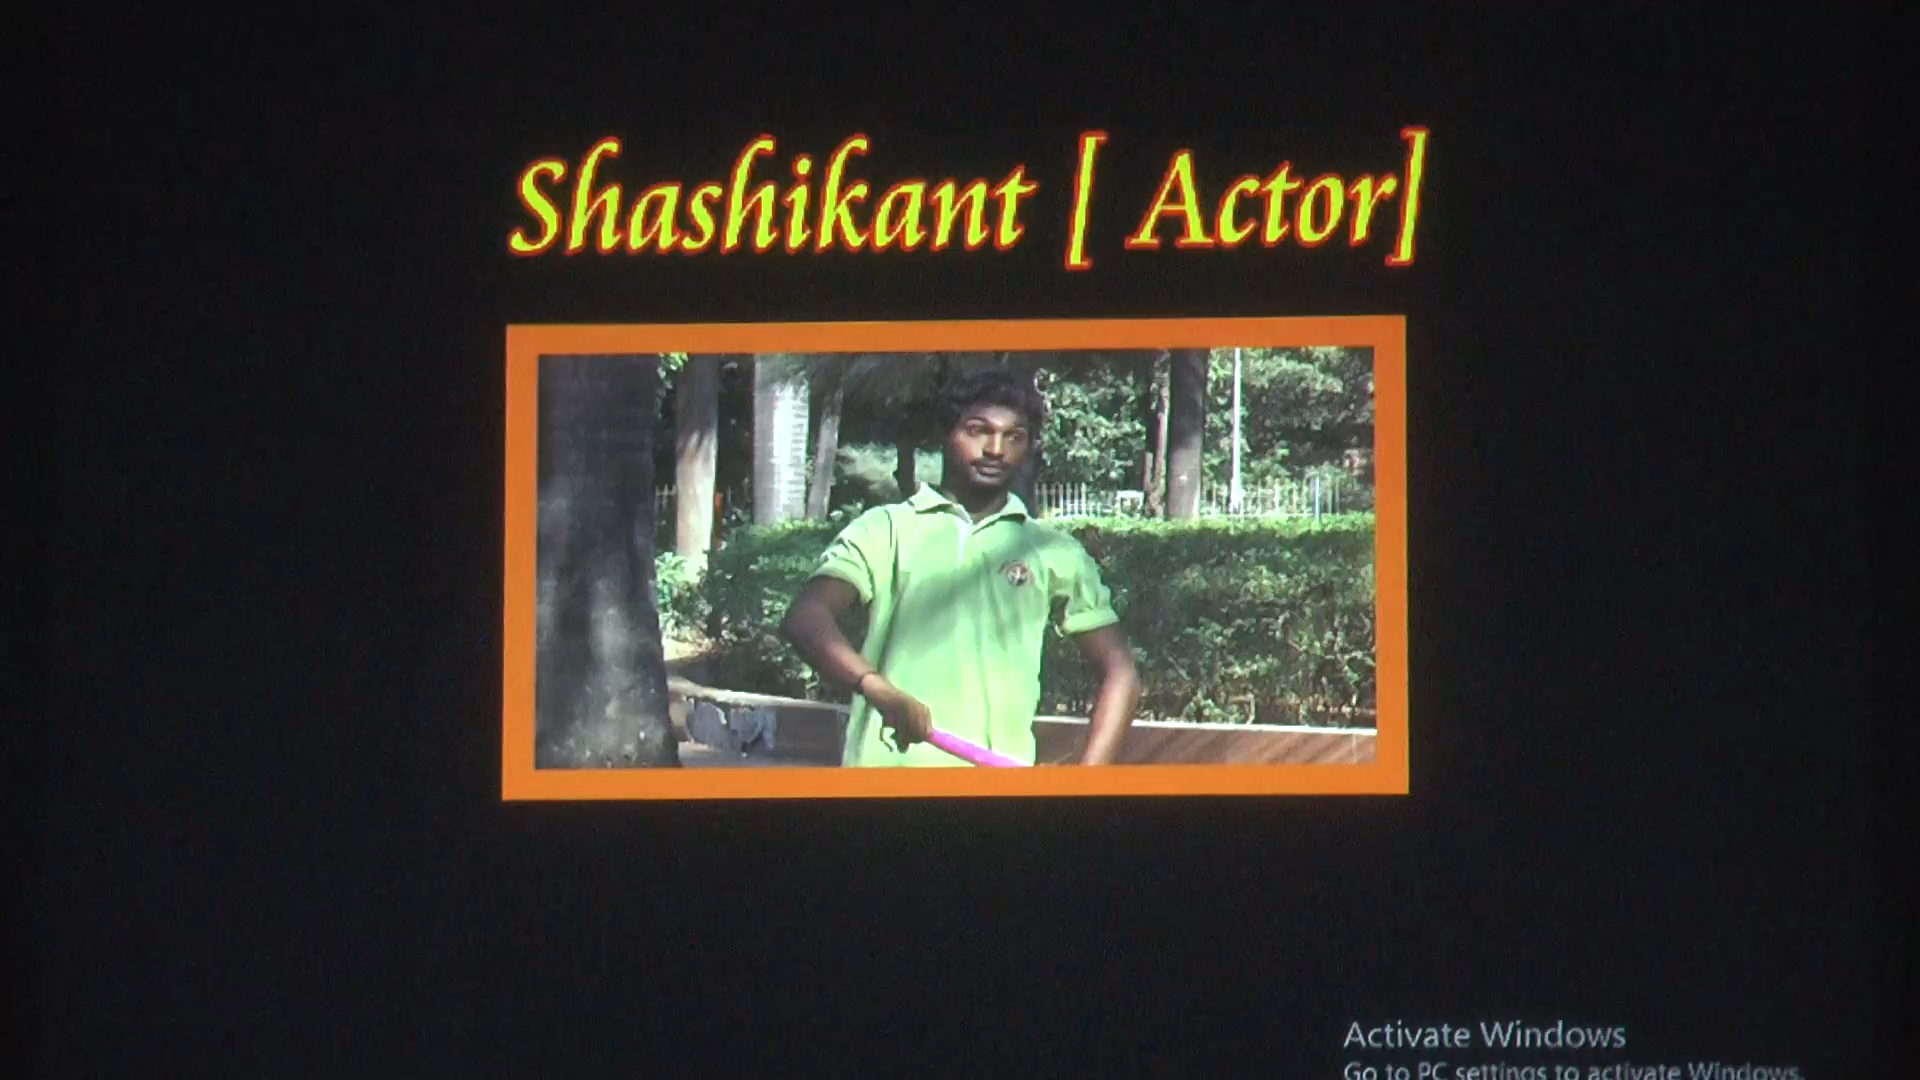 Shashikant [ Actor]
Activate Windows
Go to PC settings to activate Windows.